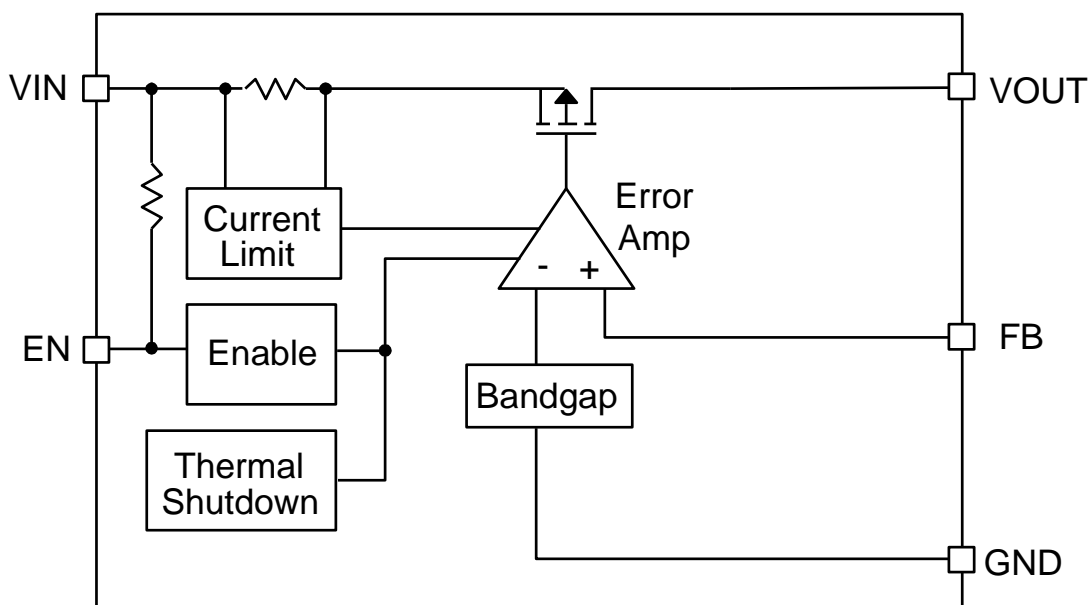 VIN
VOUT
Error
Amp
Current
Limit
- +
EN
Enable
FB
Bandgap
Thermal
Shutdown
GND